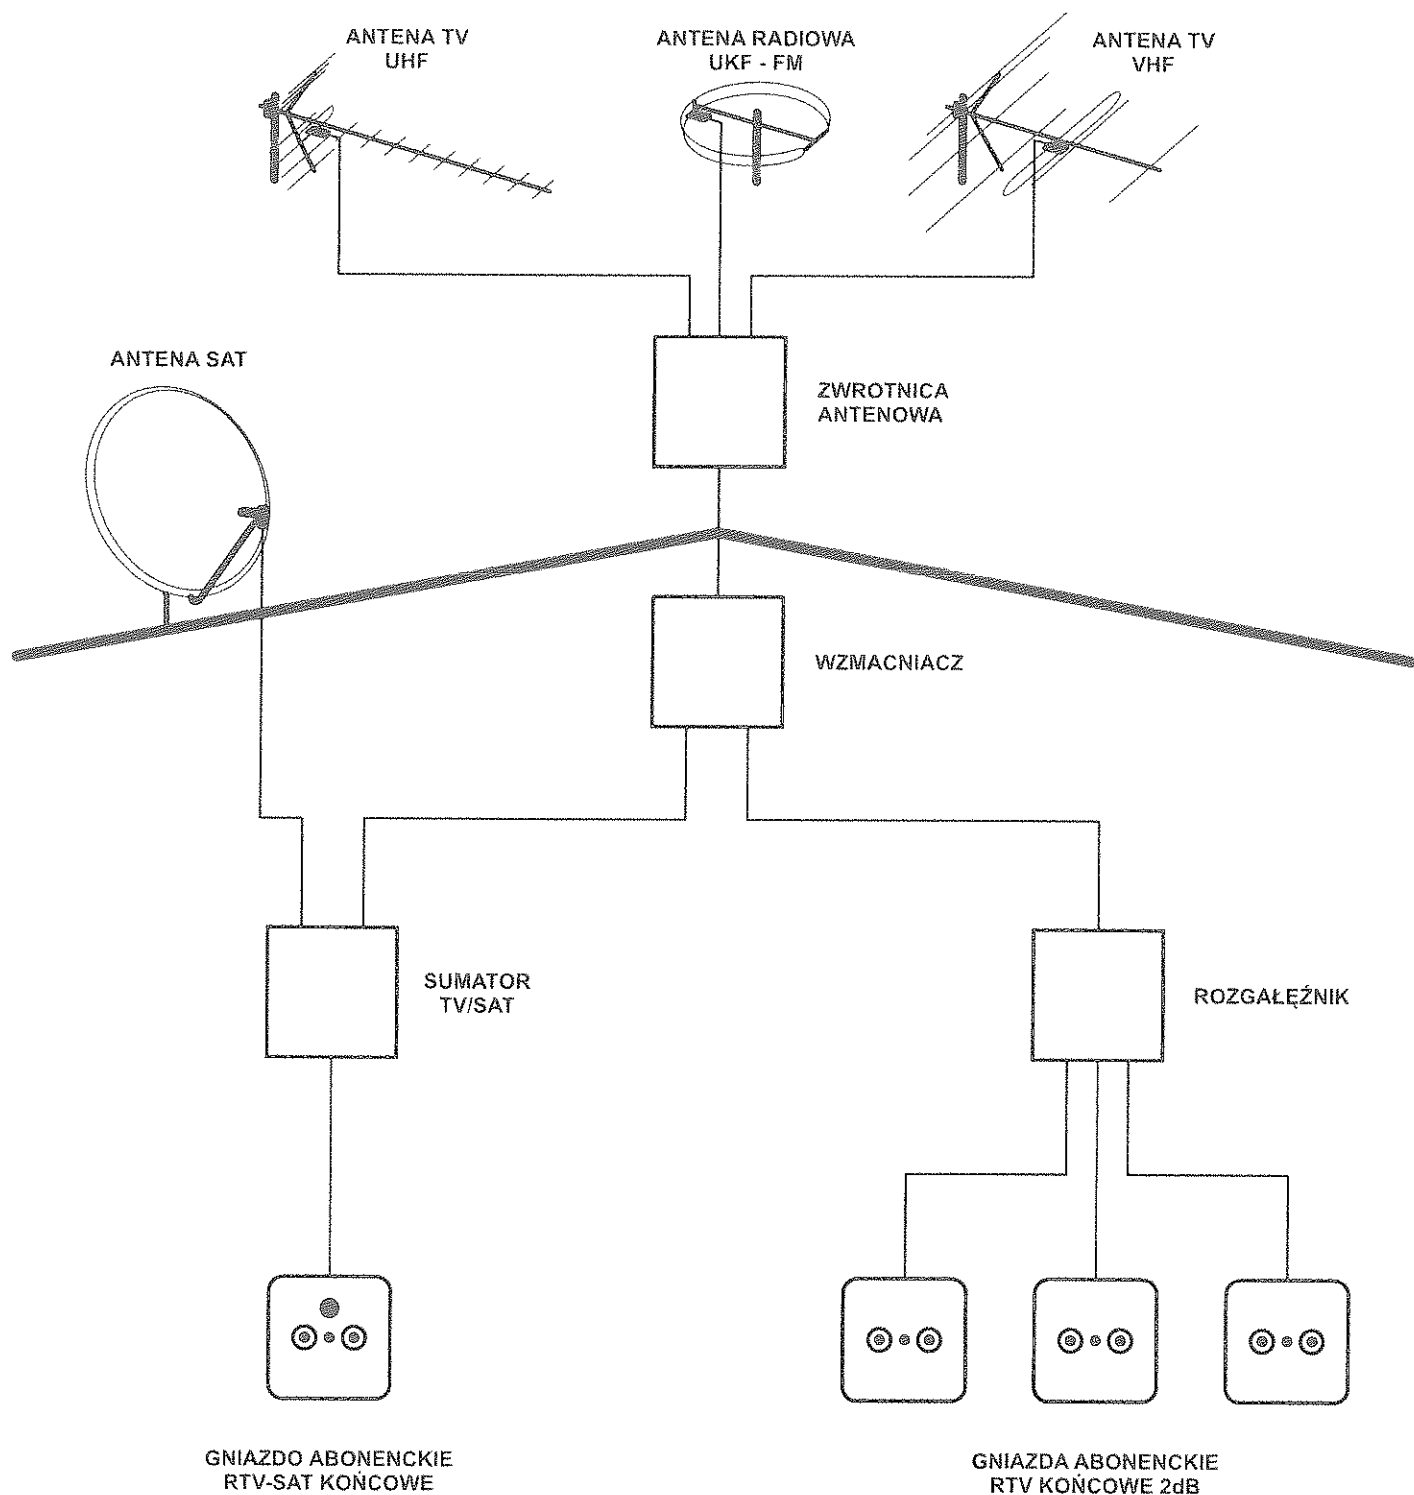 ANTENA TV
UHF
ANTENA RADIOWA
UKF - FM
ANTENA TV
VHF
ANTENA SAT
ZWROTNICA
ANTENOWA
WZMACNIACZ
SUMATOR
TV/SAT
ROZGAŁĘŹNIK
GNIAZDO ABONENCKIE
RTV-SAT KOŃCOWE
GNIAZDA ABONENCKIE
RTV KOŃCOWE 2dB